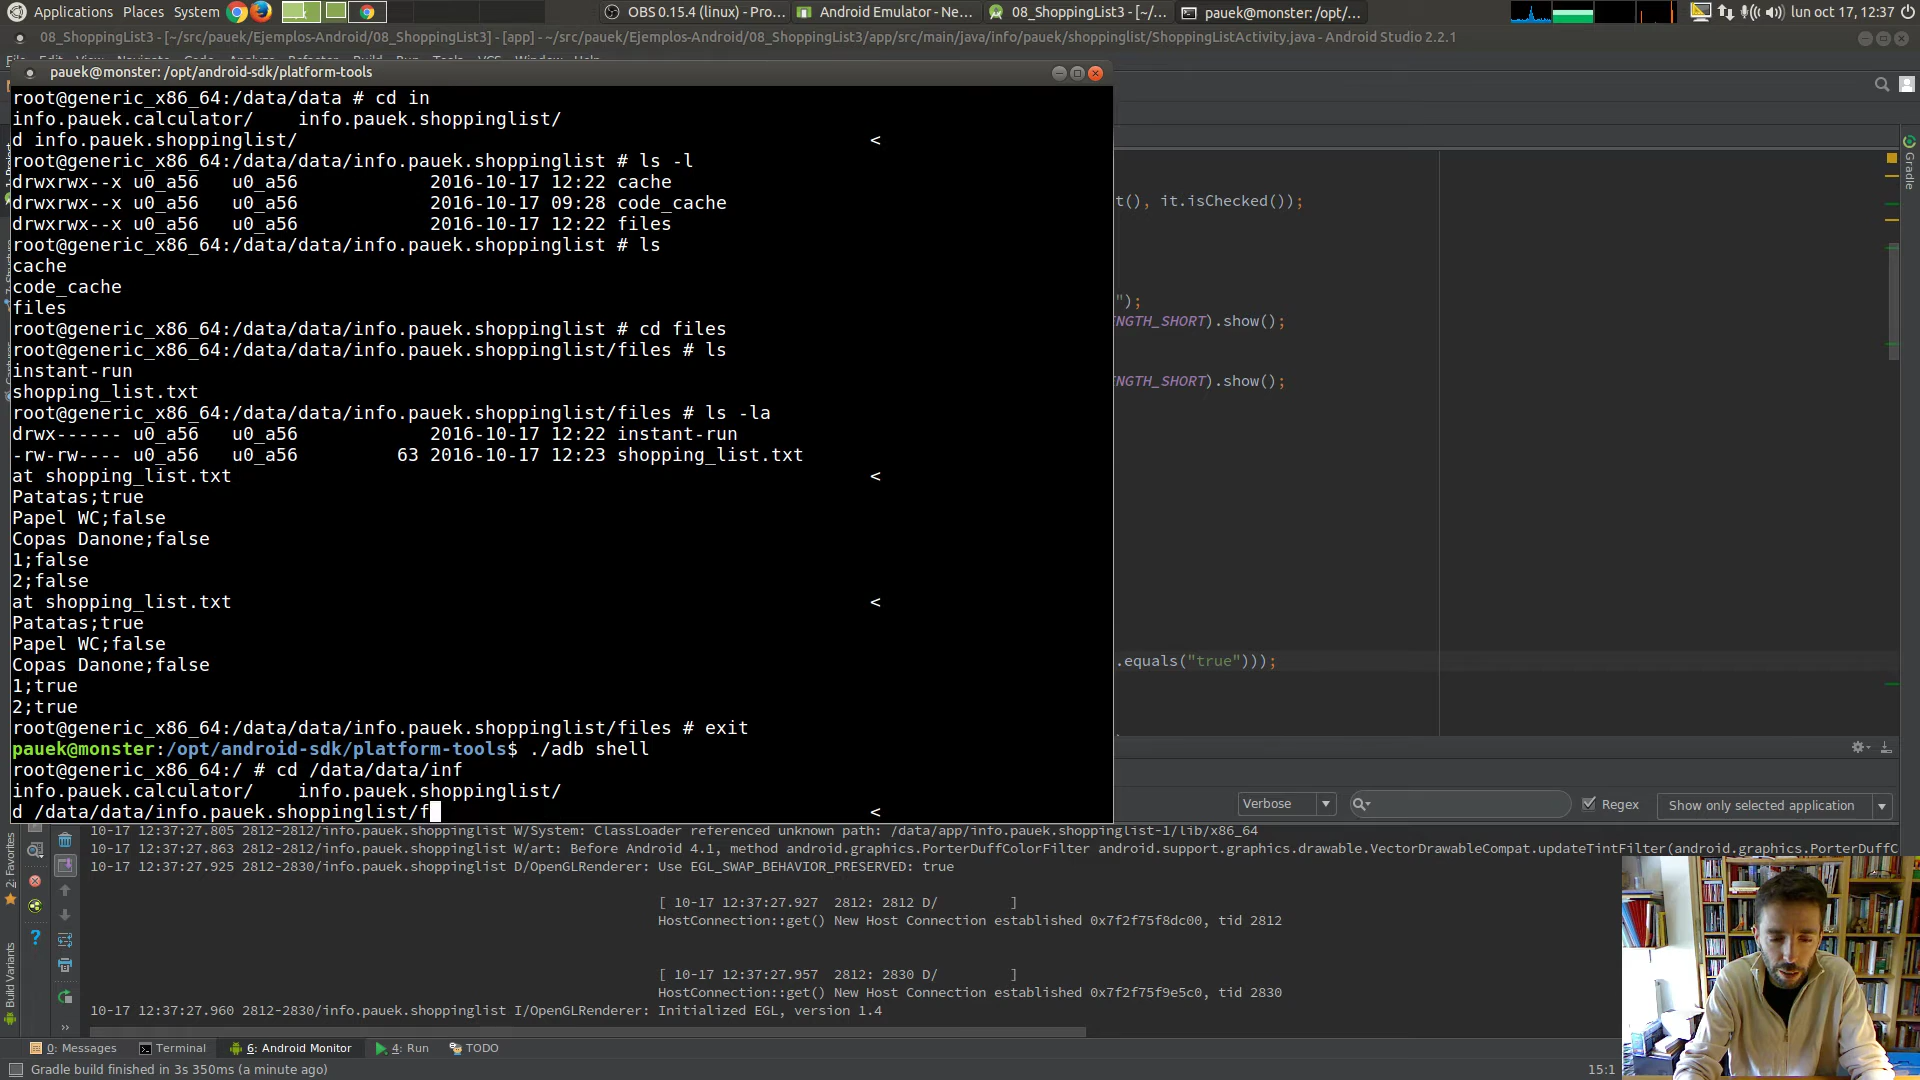 Applications Places System
OBS 0.15.4 (linux) - Pro...
Android Emulator - Ne...
08_ShoppingList3 - [~/...
pauek@monster: /opt/...
lun oct 17, 12:37
08_ShoppingList3 - [~/src/pauek/Ejemplos-Android/08_ShoppingList3] - [app] - ~/src/pauek/Ejemplos-Android/08_ShoppingList3/app/src/main/java/info/pauek/shoppinglist/ShoppingListActivity.java - Android Studio 2.2.1
pauek@monster: /opt/android-sdk/platform-tools
root@generic_x86_64:/data/data # cd in
info.pauek.calculator/    info.pauek.shoppinglist/
d info.pauek.shoppinglist/ <
root@generic_x86_64:/data/data/info.pauek.shoppinglist # ls -l
drwxrwx--x u0_a56   u0_a56            2016-10-17 12:22 cache
drwxrwx--x u0_a56   u0_a56            2016-10-17 09:28 code_cache
drwxrwx--x u0_a56   u0_a56            2016-10-17 12:22 files
root@generic_x86_64:/data/data/info.pauek.shoppinglist # ls
cache
code_cache
files
root@generic_x86_64:/data/data/info.pauek.shoppinglist # cd files
root@generic_x86_64:/data/data/info.pauek.shoppinglist/files # ls
instant-run
shopping_list.txt
root@generic_x86_64:/data/data/info.pauek.shoppinglist/files # ls -la
drwx------ u0_a56   u0_a56            2016-10-17 12:22 instant-run
-rw-rw---- u0_a56   u0_a56         63 2016-10-17 12:23 shopping_list.txt
at shopping_list.txt <
Patatas;true
Papel WC;false
Copas Danone;false
1;false
2;false
at shopping_list.txt <
Patatas;true
Papel WC;false
Copas Danone;false
1;true
2;true
root@generic_x86_64:/data/data/info.pauek.shoppinglist/files # exit
pauek@monster:/opt/android-sdk/platform-tools$ ./adb shell
root@generic_x86_64:/ # cd /data/data/inf
info.pauek.calculator/    info.pauek.shoppinglist/
d /data/data/info.pauek.shoppinglist/f <
t(), it.isChecked());
");
NGTH_SHORT).show();
NGTH_SHORT).show();
.equals("true")));
Gradle
Verbose
Regex
Show only selected application
10-17 12:37:27.805 2812-2812/info.pauek.shoppinglist W/System: ClassLoader referenced unknown path: /data/app/info.pauek.shoppinglist-1/lib/x86_64
10-17 12:37:27.863 2812-2812/info.pauek.shoppinglist W/art: Before Android 4.1, method android.graphics.PorterDuffColorFilter android.support.graphics.drawable.VectorDrawableCompat.updateTintFilter(android.graphics.PorterDuffC
10-17 12:37:27.925 2812-2830/info.pauek.shoppinglist D/OpenGLRenderer: Use EGL_SWAP_BEHAVIOR_PRESERVED: true
[ 10-17 12:37:27.927  2812: 2812 D/         ]
HostConnection::get() New Host Connection established 0x7f2f75f8dc00, tid 2812
[ 10-17 12:37:27.957  2812: 2830 D/         ]
HostConnection::get() New Host Connection established 0x7f2f75f9e5c0, tid 2830
10-17 12:37:27.960 2812-2830/info.pauek.shoppinglist I/OpenGLRenderer: Initialized EGL, version 1.4
2: Favorites
Build Variants
0: Messages
Terminal
6: Android Monitor
4: Run
TODO
Gradle build finished in 3s 350ms (a minute ago)
15:1